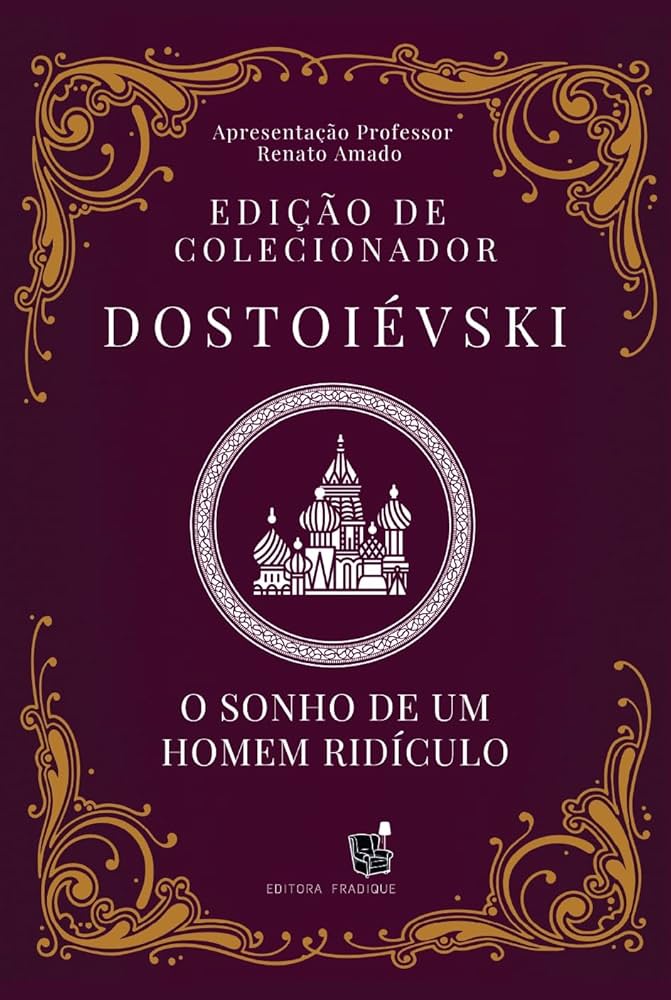 Apresentação Professor
Renato Amado
EDIÇÃO DE
COLECIONADOR
DOSTOIÉVSKI
O SONHO DE UM
HOMEM RIDÍCULO
EDITORA FRADIQUE